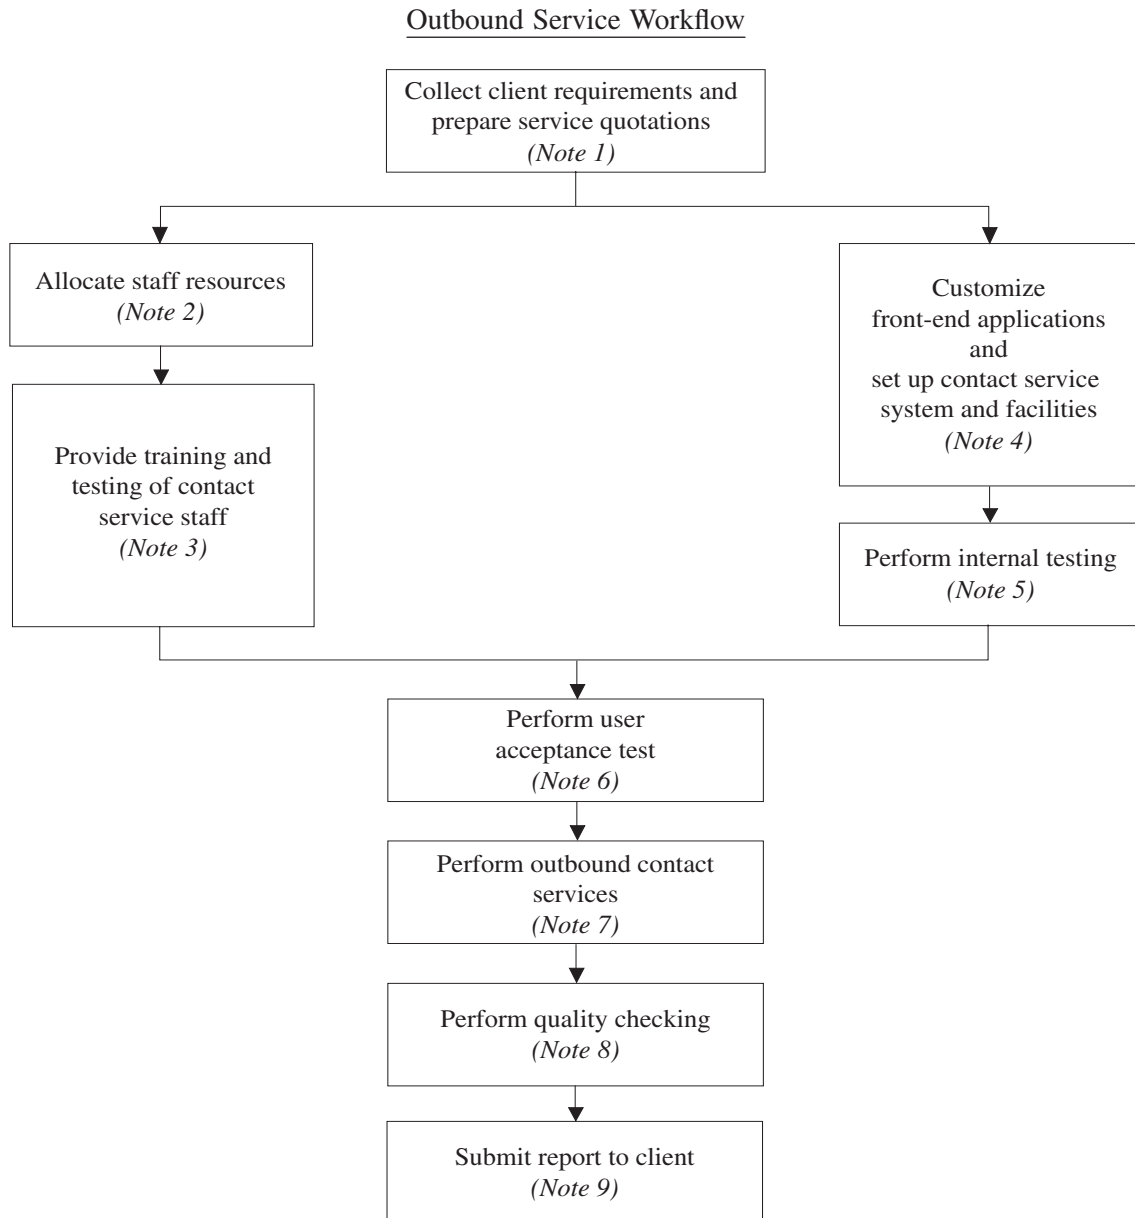 Outbound Service Workflow
Collect client requirements and
prepare service quotations
(Note 1)
Allocate staff resources
(Note 2)
Provide training and
testing of contact
service staff
(Note 3)
Customize
front-end applications
and
set up contact service
system and facilities
(Note 4)
Perform internal testing
(Note 5)
Perform user
acceptance test
(Note 6)
Perform outbound contact
services
(Note 7)
Perform quality checking
(Note 8)
Submit report to client
(Note 9)